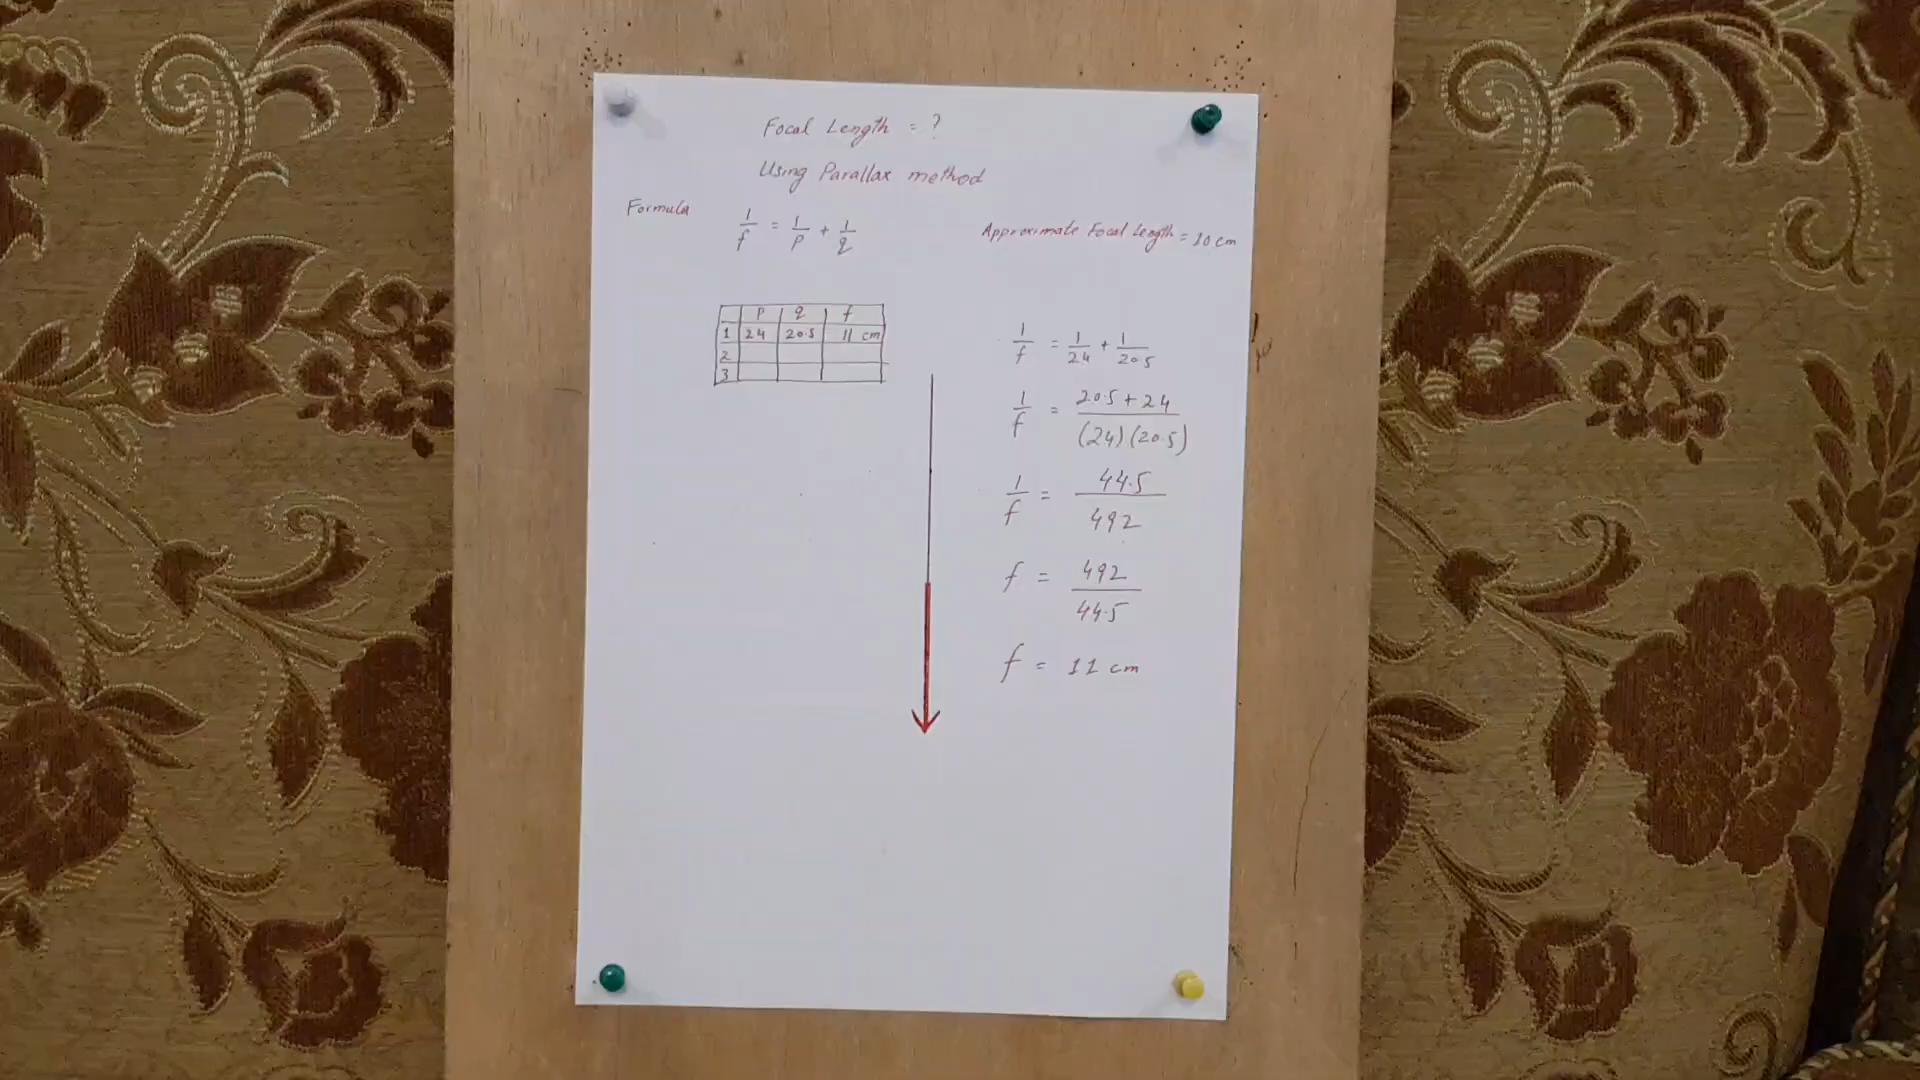 Focal Length = ?
Using Parallax method
Formula
1/f = 1/p + 1/q
Approximate Focal Length = 10 cm
p q f
1 24 20.5 11 cm
2
3
1/f = 1/24 + 1/20.5
1/f = 20.5 + 24 / (24)(20.5)
1/f = 44.5 / 492
f = 492 / 44.5
f = 11 cm